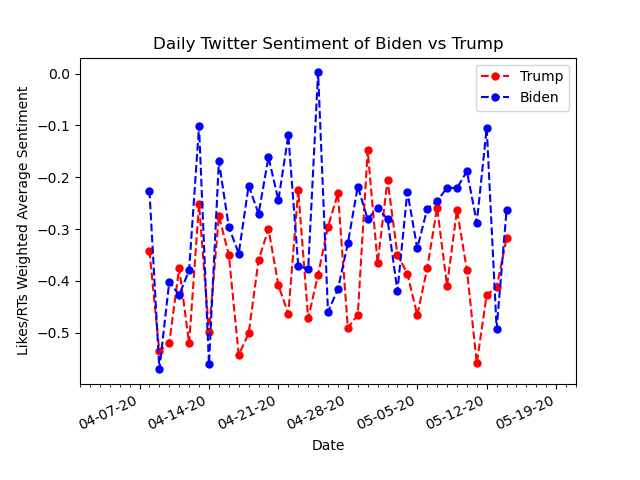 Daily Twitter Sentiment of Biden vs Trump
Trump
Biden
Likes/RTs Weighted Average Sentiment
0.0
−0.1
−0.2
−0.3
−0.4
−0.5
04-07-20
04-14-20
04-21-20
04-28-20
05-05-20
05-12-20
05-19-20
Date